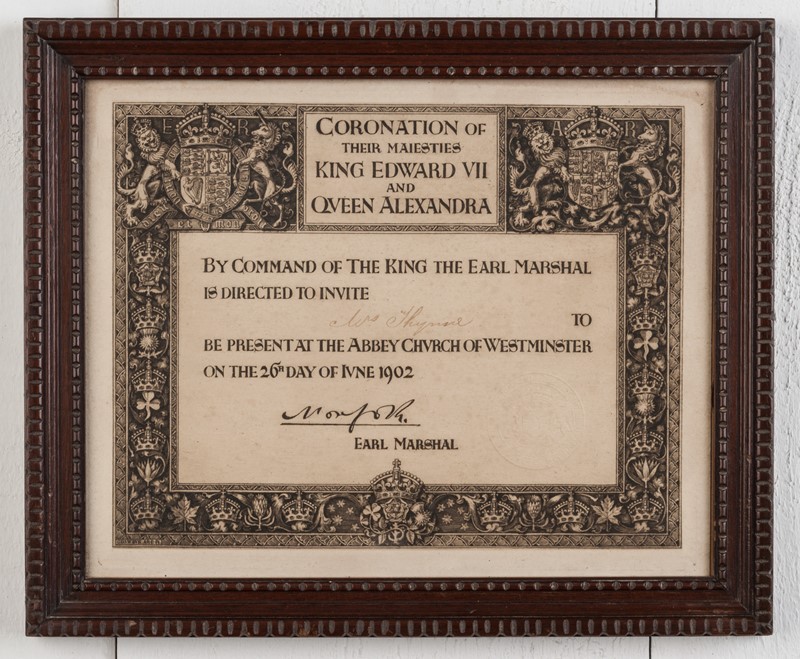 E R
CORONATION OF
THEIR MAIESTIES
KING EDWARD VII
AND
QVEEN ALEXANDRA
A R
BY COMMAND OF THE KING THE EARL MARSHAL
IS DIRECTED TO INVITE
Mrs Thynne
TO
BE PRESENT AT THE ABBEY CHVRCH OF WESTMINSTER
ON THE 26TH DAY OF IVNE 1902
Norfolk.
EARL MARSHAL